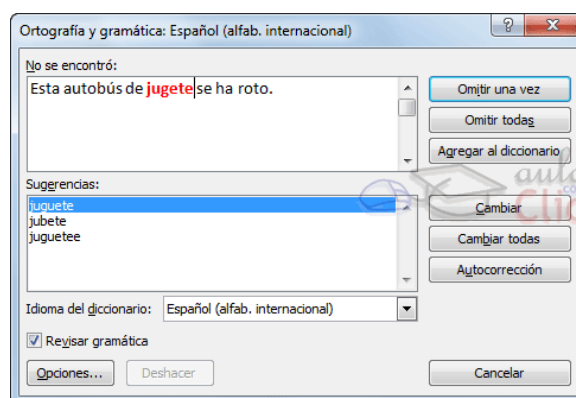 Ortografía y gramática: Español (alfab. internacional)
No se encontró:
Esta autobús de jugete se ha roto.
Omitir una vez
Omitir todas
Agregar al diccionario
Sugerencias:
juguete
jubete
juguetee
Cambiar
Cambiar todas
Autocorrección
Idioma del diccionario: Español (alfab. internacional)
Revisar gramática
Opciones... Deshacer Cancelar